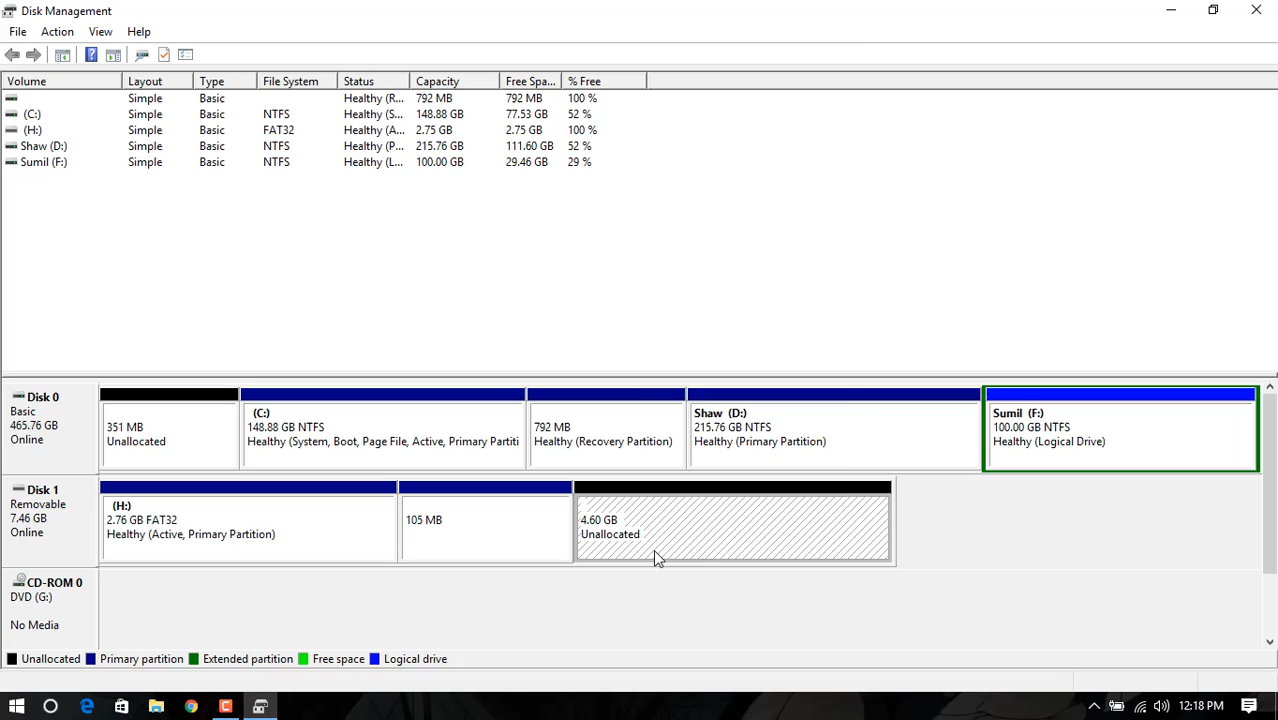 Disk Management
File Action View Help
Volume Layout Type File System Status Capacity Free Spa... % Free
Simple Basic Healthy (R... 792 MB 792 MB 100 %
(C:) Simple Basic NTFS Healthy (S... 148.88 GB 77.53 GB 52 %
(H:) Simple Basic FAT32 Healthy (A... 2.75 GB 2.75 GB 100 %
Shaw (D:) Simple Basic NTFS Healthy (P... 215.76 GB 111.60 GB 52 %
Sumil (F:) Simple Basic NTFS Healthy (L... 100.00 GB 29.46 GB 29 %
Disk 0
Basic
465.76 GB
Online
351 MB
Unallocated
(C:)
148.88 GB NTFS
Healthy (System, Boot, Page File, Active, Primary Partiti
792 MB
Healthy (Recovery Partition)
Shaw (D:)
215.76 GB NTFS
Healthy (Primary Partition)
Sumil (F:)
100.00 GB NTFS
Healthy (Logical Drive)
Disk 1
Removable
7.46 GB
Online
(H:)
2.76 GB FAT32
Healthy (Active, Primary Partition)
105 MB
4.60 GB
Unallocated
CD-ROM 0
DVD (G:)
No Media
Unallocated Primary partition Extended partition Free space Logical drive
12:18 PM